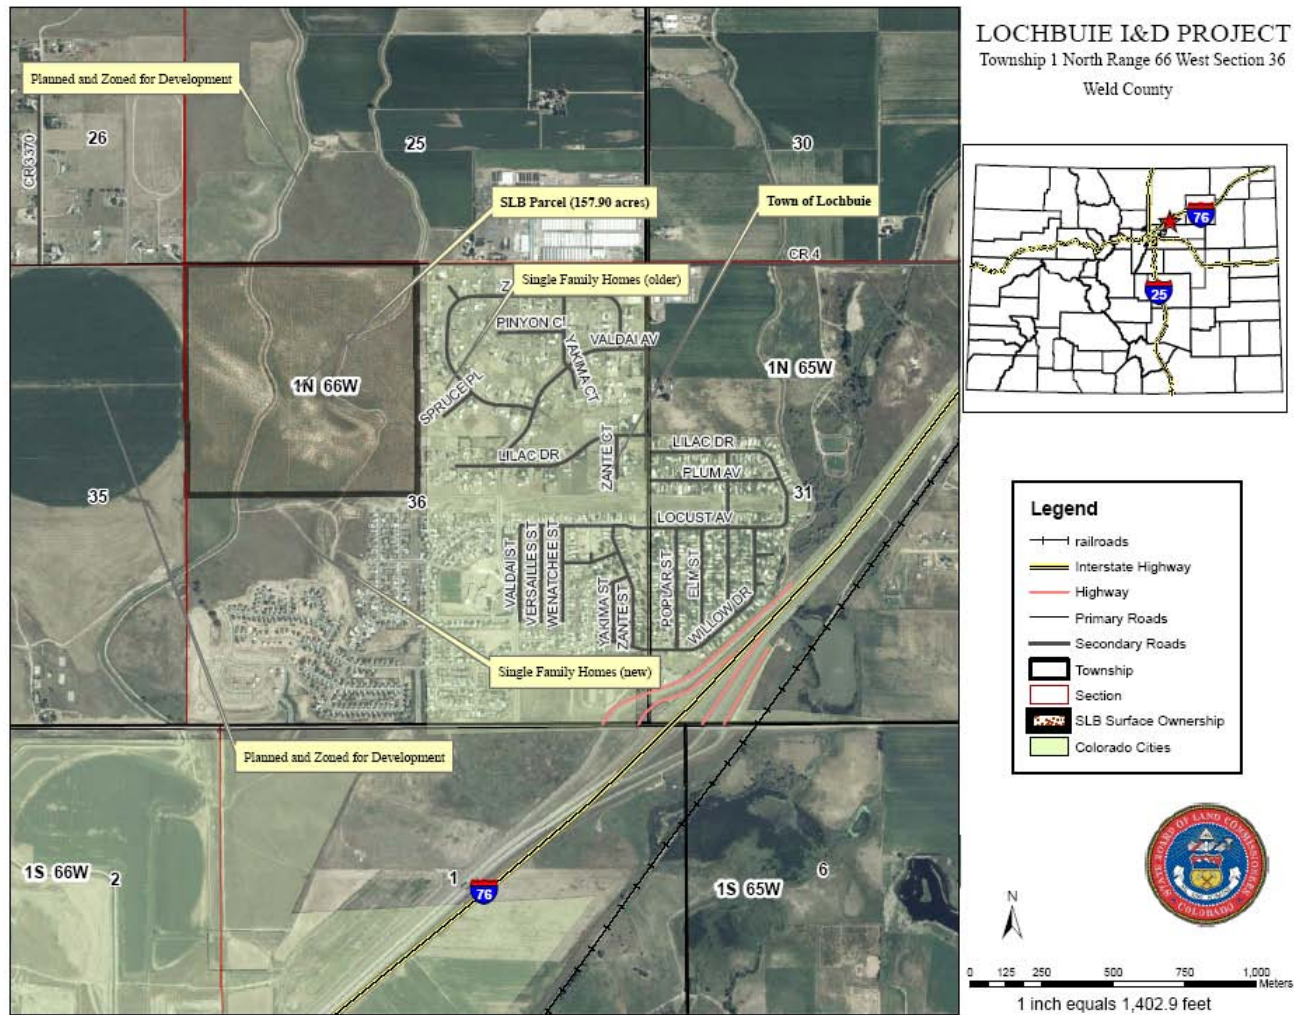 LOCHBUIE I&D PROJECT
Township 1 North Range 66 West Section 36
Weld County
Planned and Zoned for Development
26
25
30
CR 3370
SLB Parcel (157.90 acres)
Town of Lochbuie
CR 4
Single Family Homes (older)
Z
PINYON C
VALDAI AV
YAKIMA CT
1N 66W
1N 65W
SPRUCE PL
LILAC DR
ZANTE CT
LILAC DR
PLUM AV
35
36
31
LOCUST AV
VALDAI ST
VERSAILLES ST
WENATCHEE ST
YAKIMA ST
ZANTE ST
POPLAR ST
ELM ST
WILLOW DR
Single Family Homes (new)
Planned and Zoned for Development
1S 66W
2
1
76
1S 65W
6
76
25
Legend
railroads
Interstate Highway
Highway
Primary Roads
Secondary Roads
Township
Section
SLB Surface Ownership
Colorado Cities
STATE BOARD OF LAND COMMISSIONERS
COLORADO
N
0 125 250 500 750 1,000
Meters
1 inch equals 1,402.9 feet